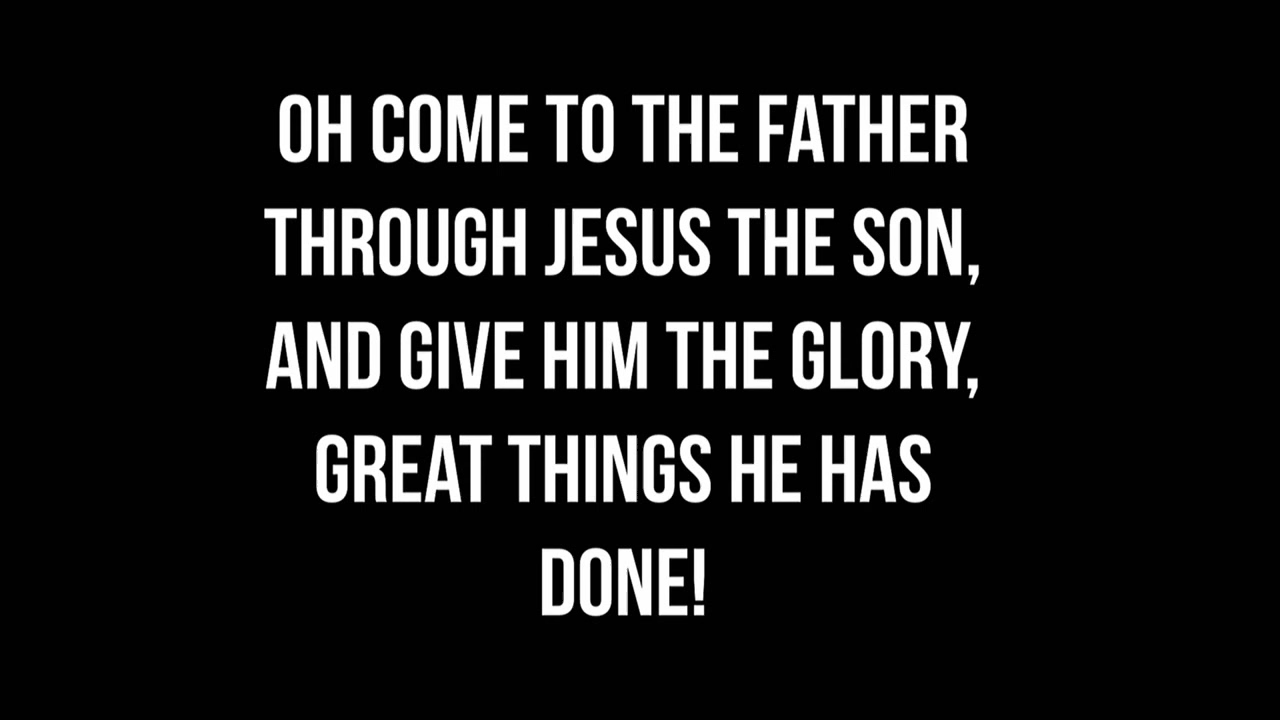 OH COME TO THE FATHER
THROUGH JESUS THE SON,
AND GIVE HIM THE GLORY,
GREAT THINGS HE HAS
DONE!